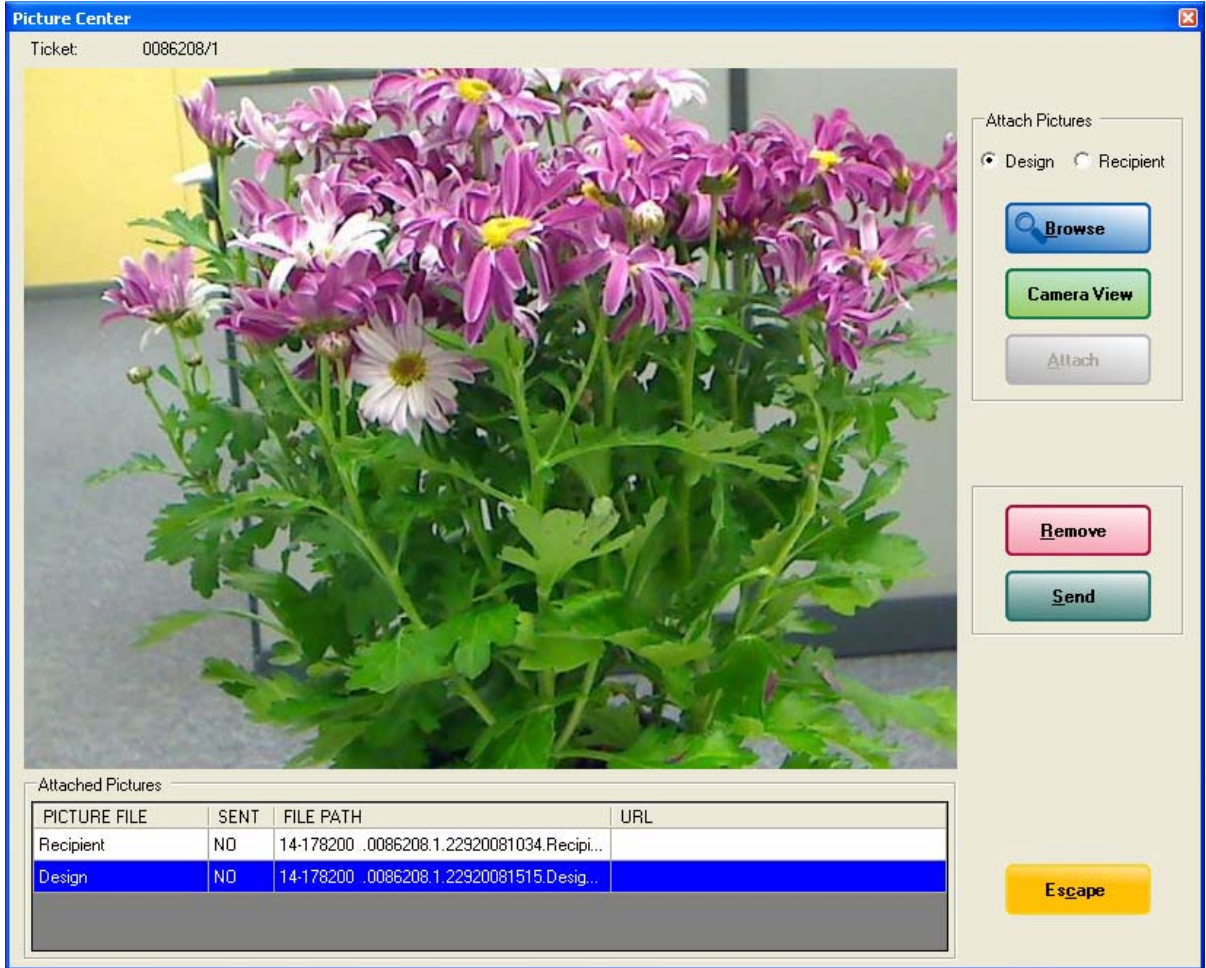 Picture Center
Ticket: 0086208/1
Attach Pictures
Design Recipient
Browse
Camera View
Attach
Remove
Send
Attached Pictures
PICTURE FILE SENT FILE PATH URL
Recipient NO 14-178200 .0086208.1.22920081034.Recipi...
Design NO 14-178200 .0086208.1.22920081515.Desig...
Escape